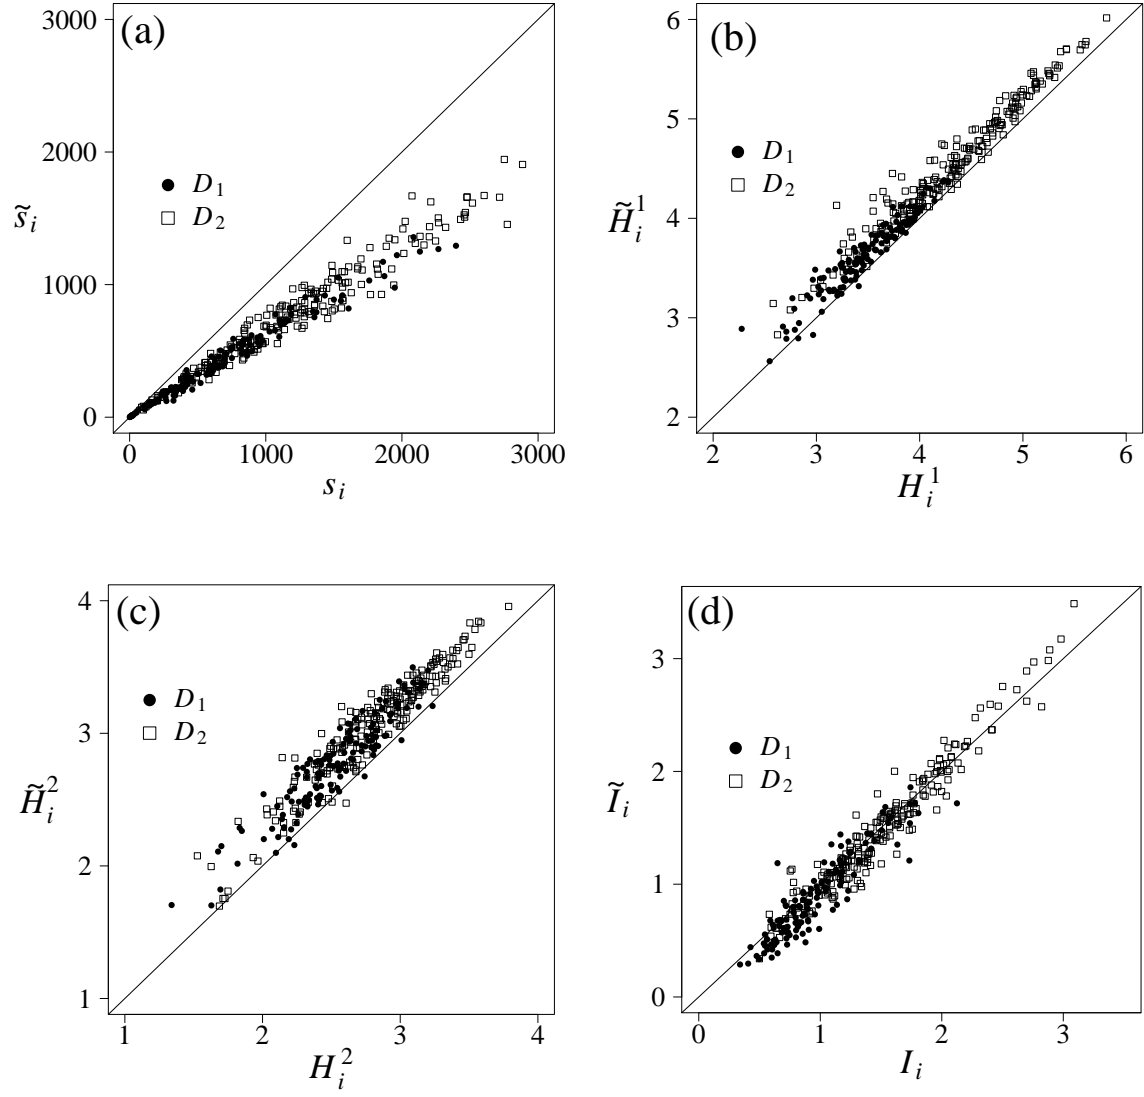 (a)
3000
2000
1000
0
s̃ᵢ
D₁
D₂
0 1000 2000 3000
sᵢ
(b)
6
5
4
3
2
H̃ᵢ¹
D₁
D₂
2 3 4 5 6
Hᵢ¹
(c)
4
3
2
1
H̃ᵢ²
D₁
D₂
1 2 3 4
Hᵢ²
(d)
3
2
1
0
Ĩᵢ
D₁
D₂
0 1 2 3
Iᵢ